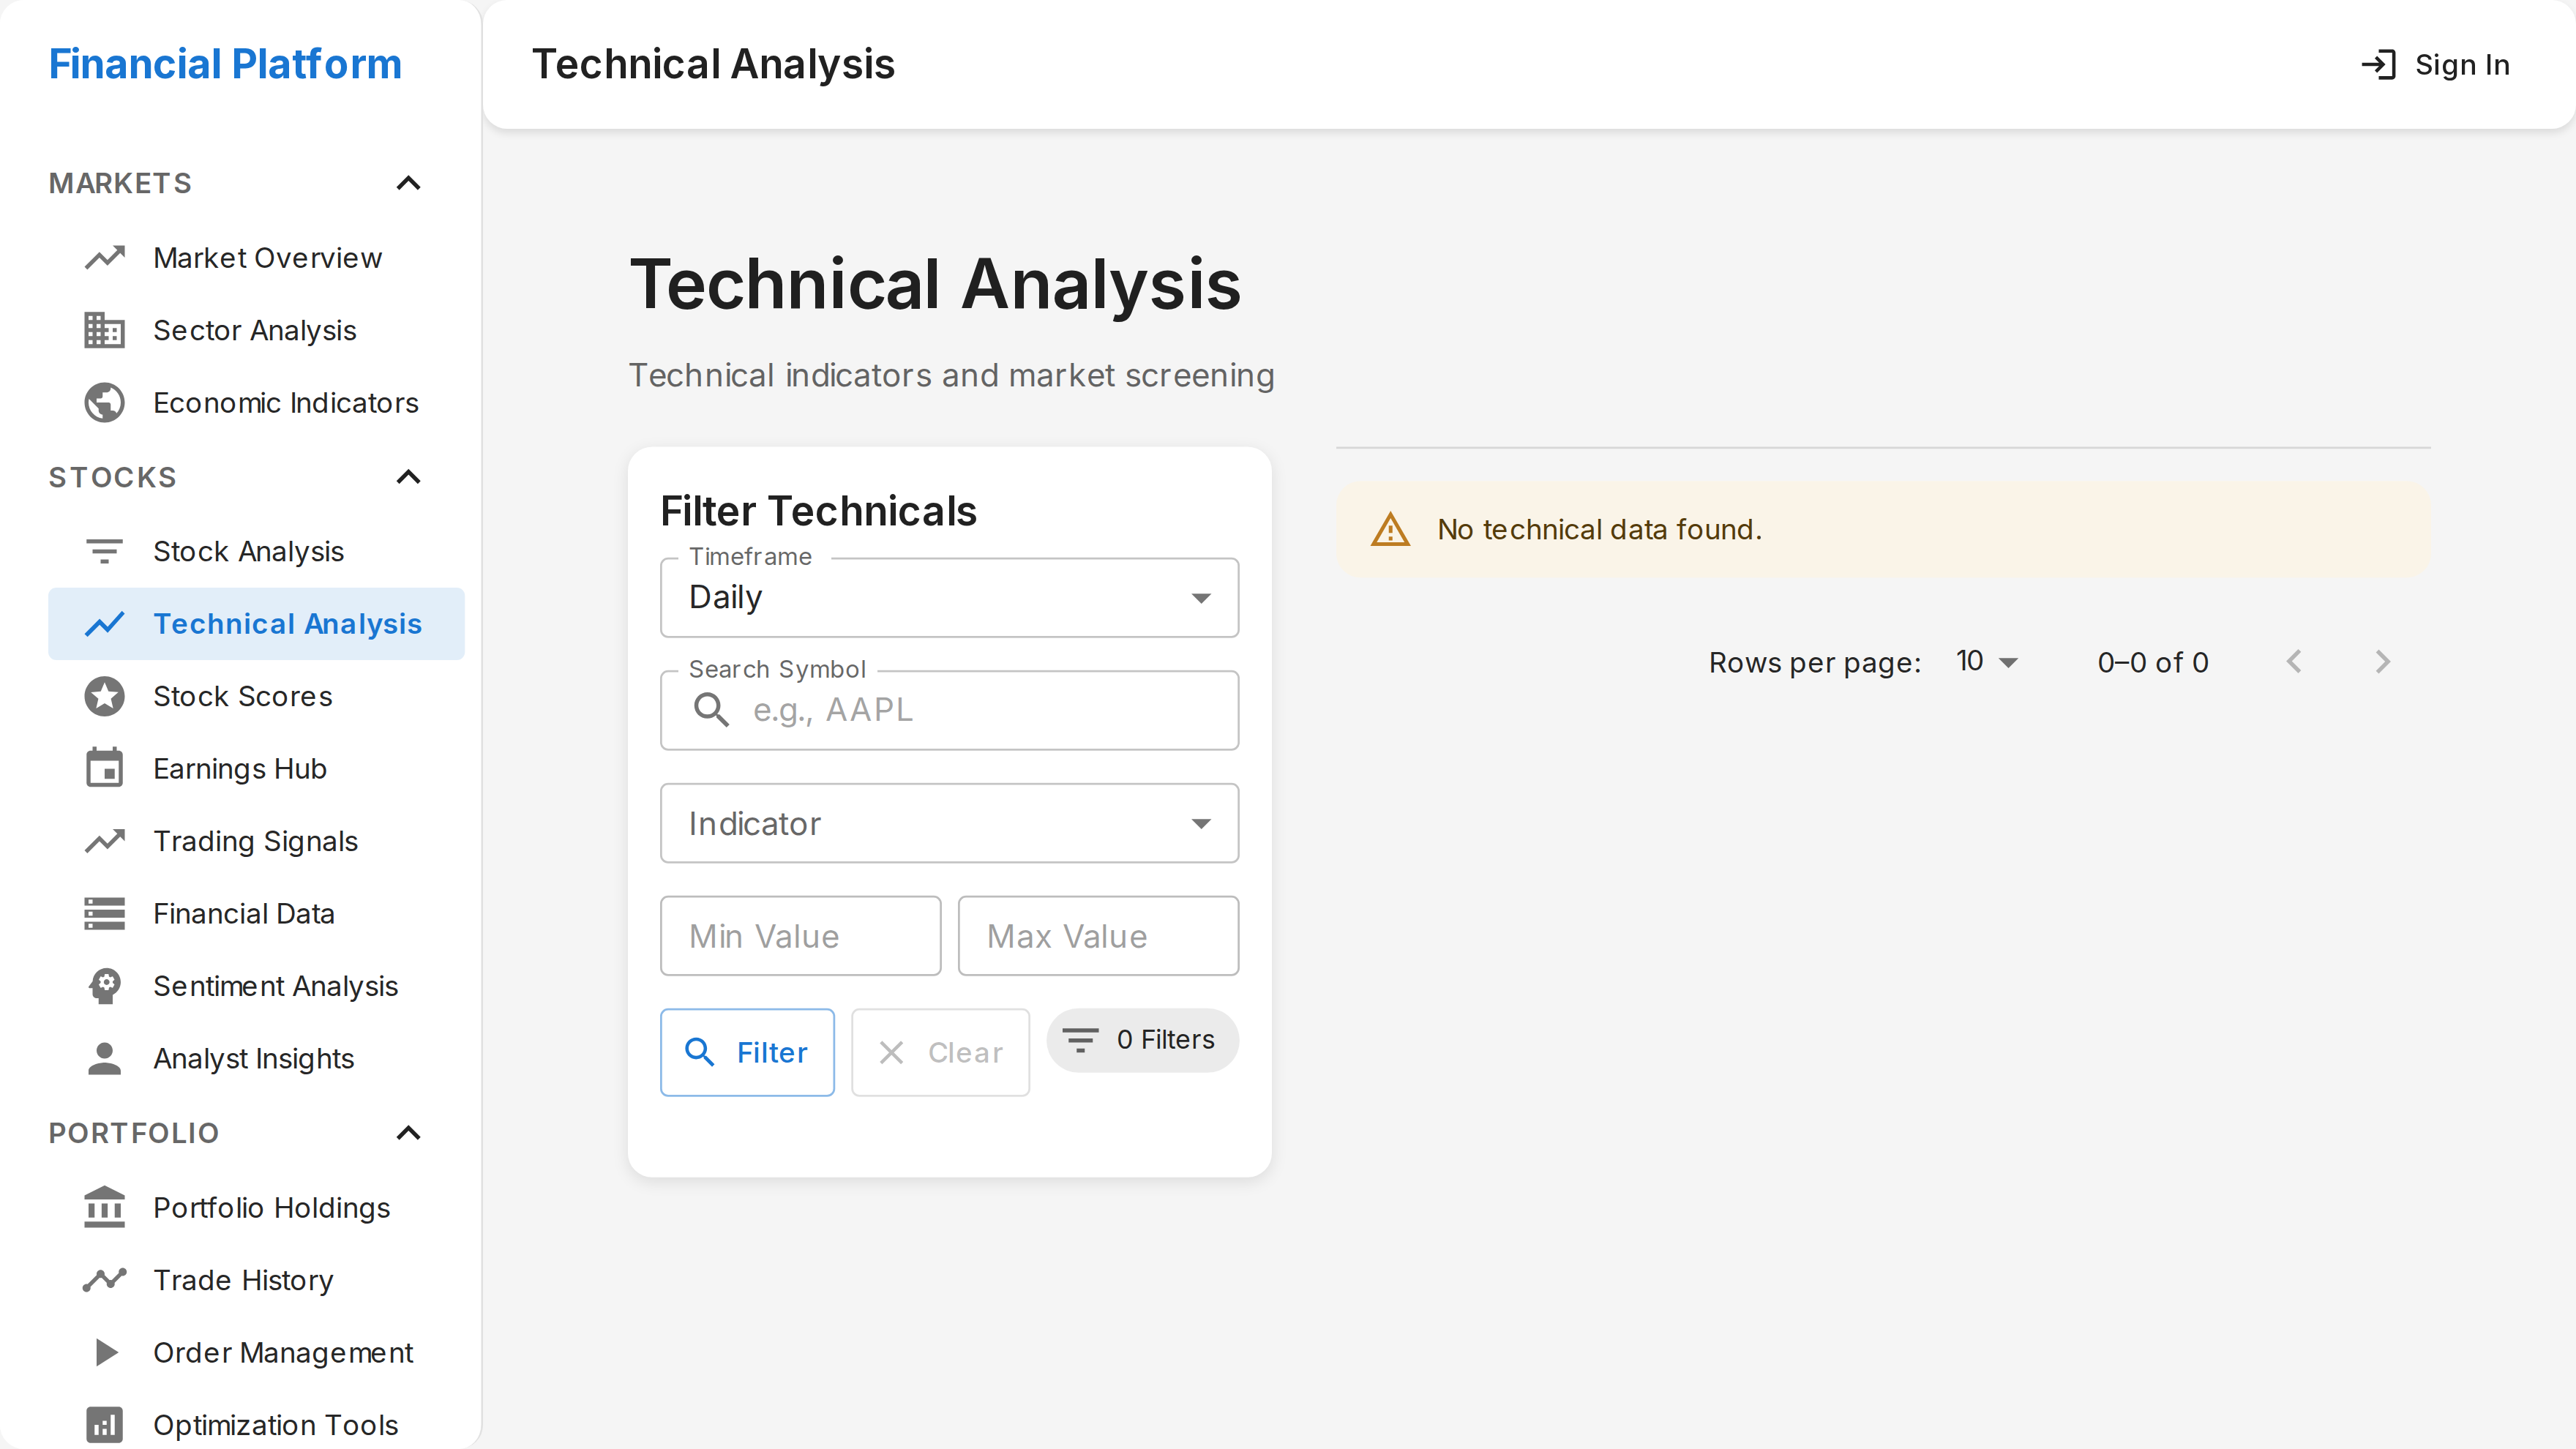 Financial Platform
MARKETS
Market Overview
Sector Analysis
Economic Indicators
STOCKS
Stock Analysis
Technical Analysis
Stock Scores
Earnings Hub
Trading Signals
Financial Data
Sentiment Analysis
Analyst Insights
PORTFOLIO
Portfolio Holdings
Trade History
Order Management
Optimization Tools
Technical Analysis
Sign In
Technical Analysis
Technical indicators and market screening
Filter Technicals
Timeframe
Daily
Search Symbol
e.g., AAPL
Indicator
Min Value
Max Value
Filter
Clear
0 Filters
No technical data found.
Rows per page: 10 0–0 of 0